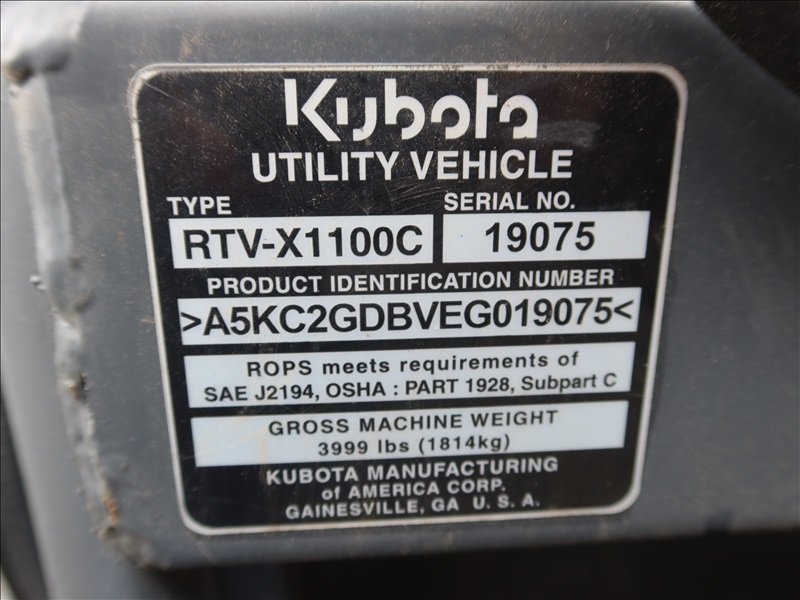 Kubota
UTILITY VEHICLE
TYPE SERIAL NO.
RTV-X1100C 19075
PRODUCT IDENTIFICATION NUMBER
>A5KC2GDBVEG019075<
ROPS meets requirements of
SAE J2194, OSHA : PART 1928, Subpart C
GROSS MACHINE WEIGHT
3999 lbs (1814kg)
KUBOTA MANUFACTURING
of AMERICA CORP.
GAINESVILLE, GA U. S. A.